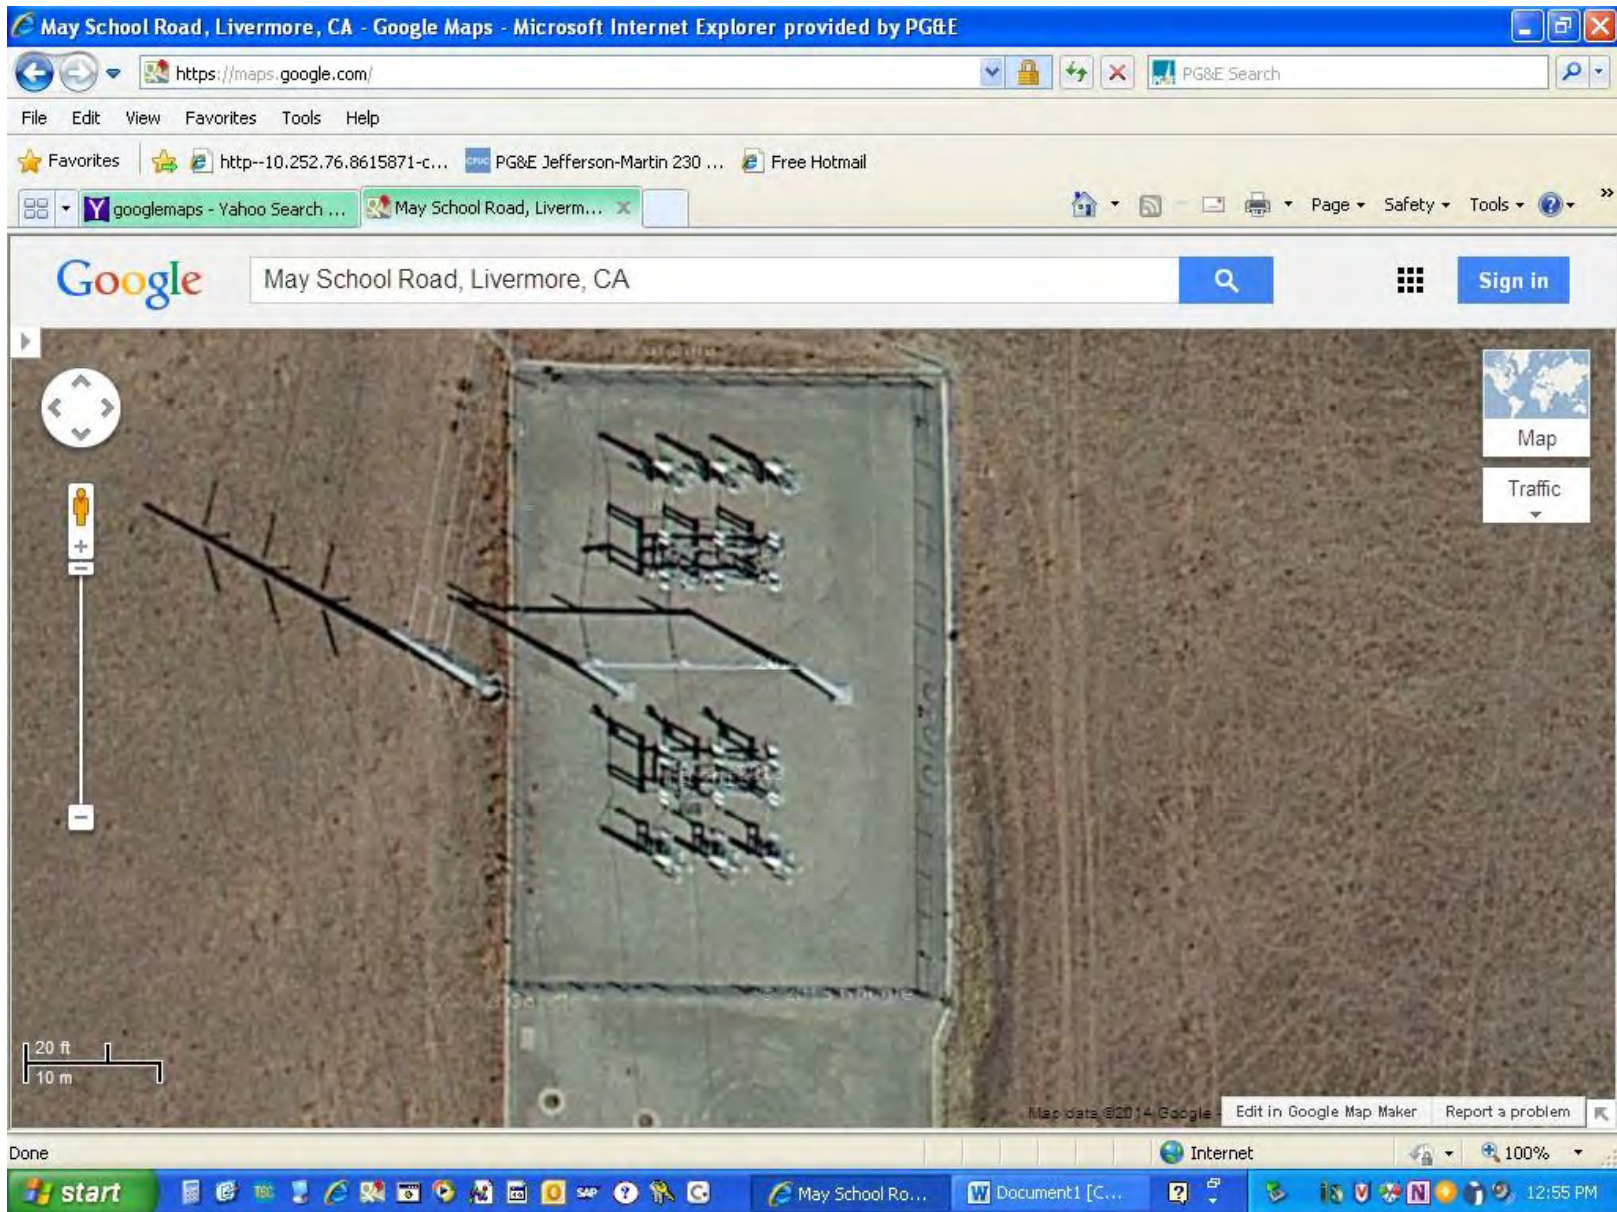 May School Road, Livermore, CA - Google Maps - Microsoft Internet Explorer provided by PG&E
https://maps.google.com/
PG&E Search
File Edit View Favorites Tools Help
Favorites http--10.252.76.8615871-c... PG&E Jefferson-Martin 230 ... Free Hotmail
googlemaps - Yahoo Search ... May School Road, Liverm... Page Safety Tools
Google May School Road, Livermore, CA Sign in
Map
Traffic
20 ft
10 m
Map data ©2014 Google - Edit in Google Map Maker Report a problem
Done Internet 100%
start May School Ro... Document1 [C... 12:55 PM